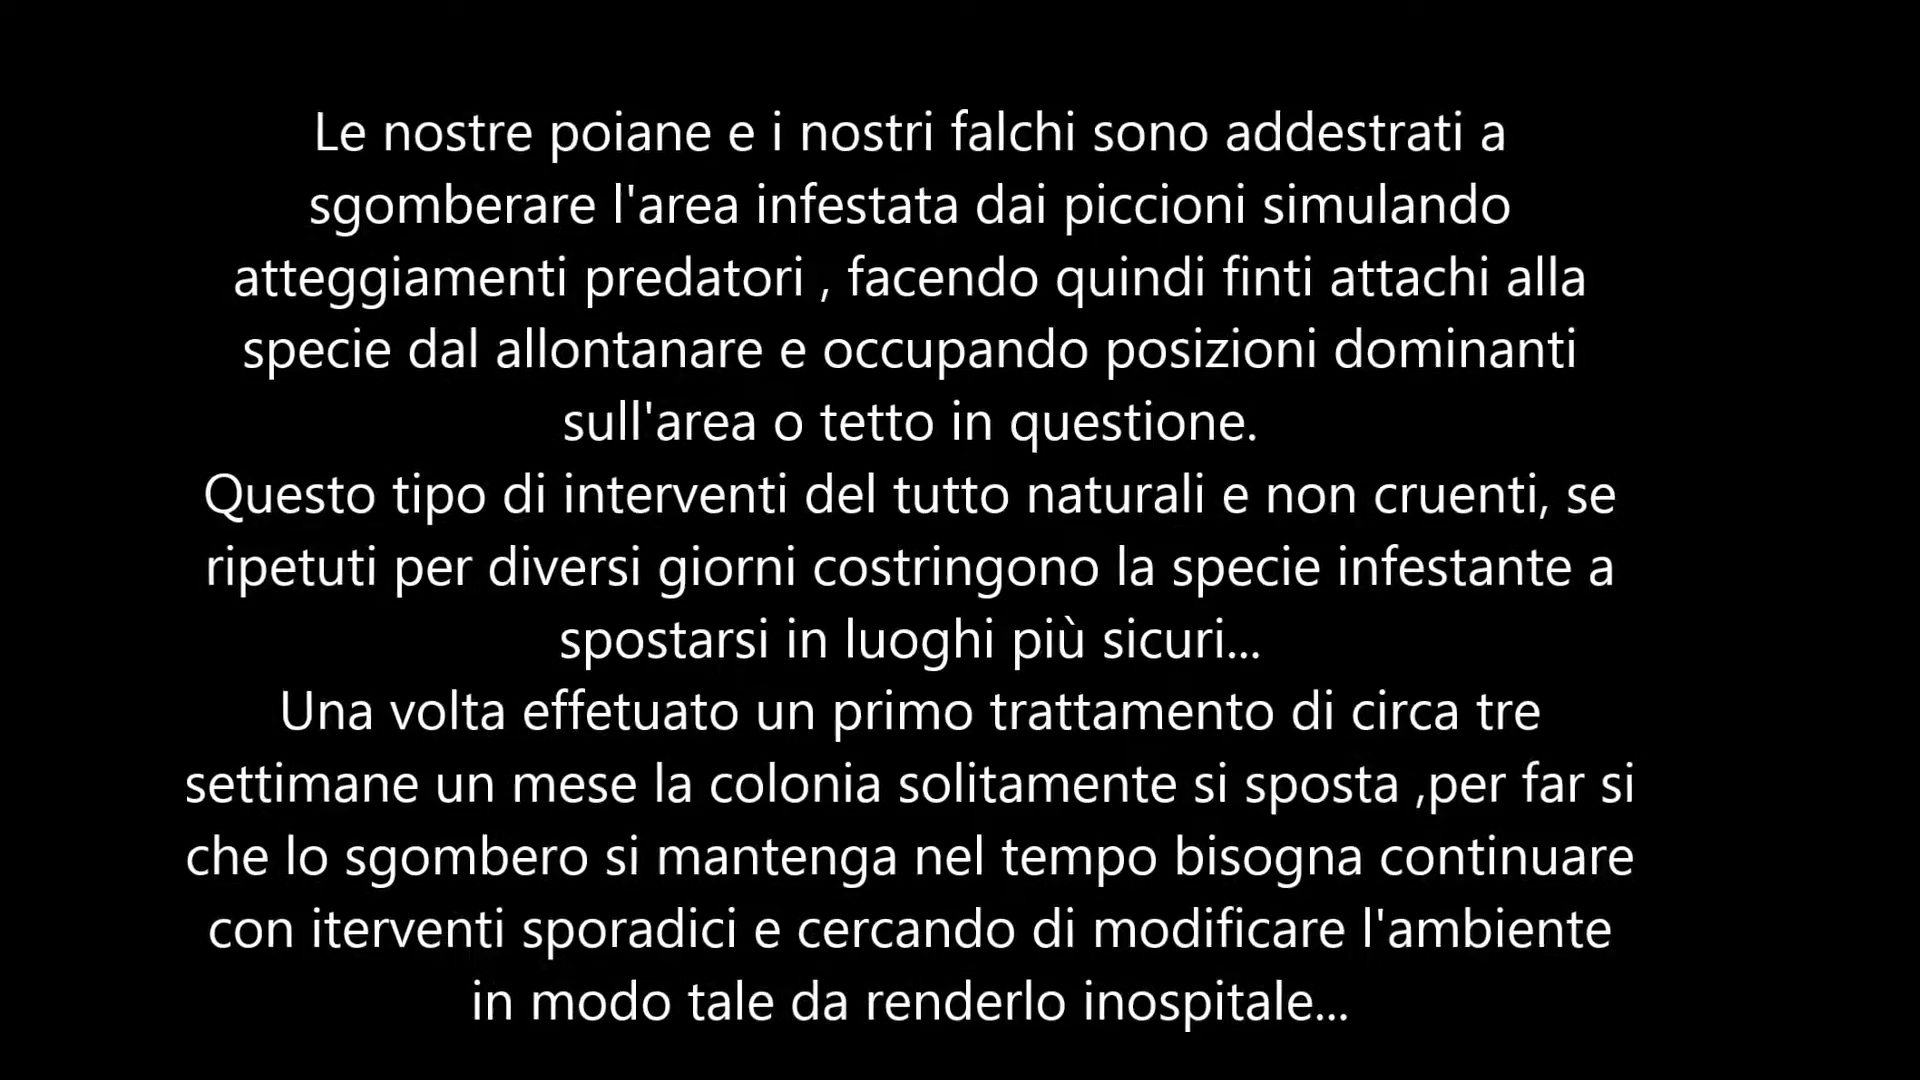 Le nostre poiane e i nostri falchi sono addestrati a
sgomberare l'area infestata dai piccioni simulando
atteggiamenti predatori , facendo quindi finti attachi alla
specie dal allontanare e occupando posizioni dominanti
sull'area o tetto in questione.
Questo tipo di interventi del tutto naturali e non cruenti, se
ripetuti per diversi giorni costringono la specie infestante a
spostarsi in luoghi più sicuri...
Una volta effetuato un primo trattamento di circa tre
settimane un mese la colonia solitamente si sposta ,per far si
che lo sgombero si mantenga nel tempo bisogna continuare
con iterventi sporadici e cercando di modificare l'ambiente
in modo tale da renderlo inospitale...